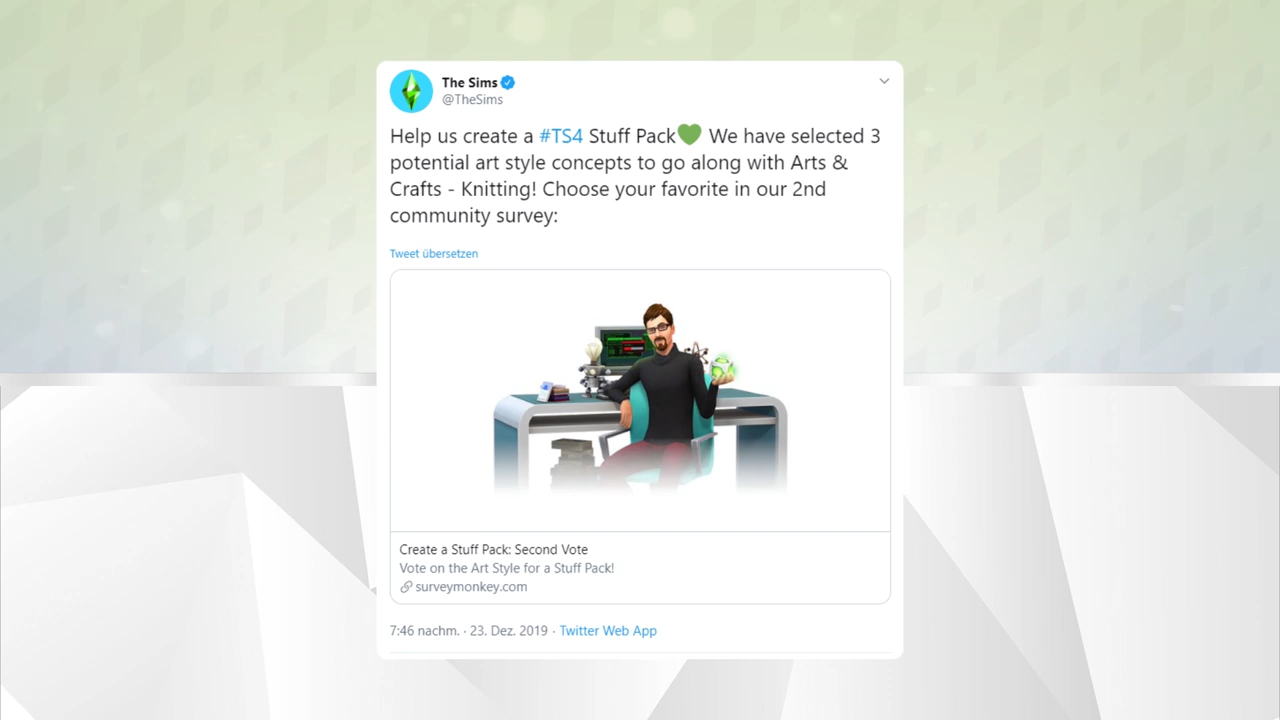 The Sims
@TheSims
Help us create a #TS4 Stuff Pack💚 We have selected 3
potential art style concepts to go along with Arts &
Crafts - Knitting! Choose your favorite in our 2nd
community survey:
Tweet übersetzen
Create a Stuff Pack: Second Vote
Vote on the Art Style for a Stuff Pack!
surveymonkey.com
7:46 nachm. · 23. Dez. 2019 · Twitter Web App